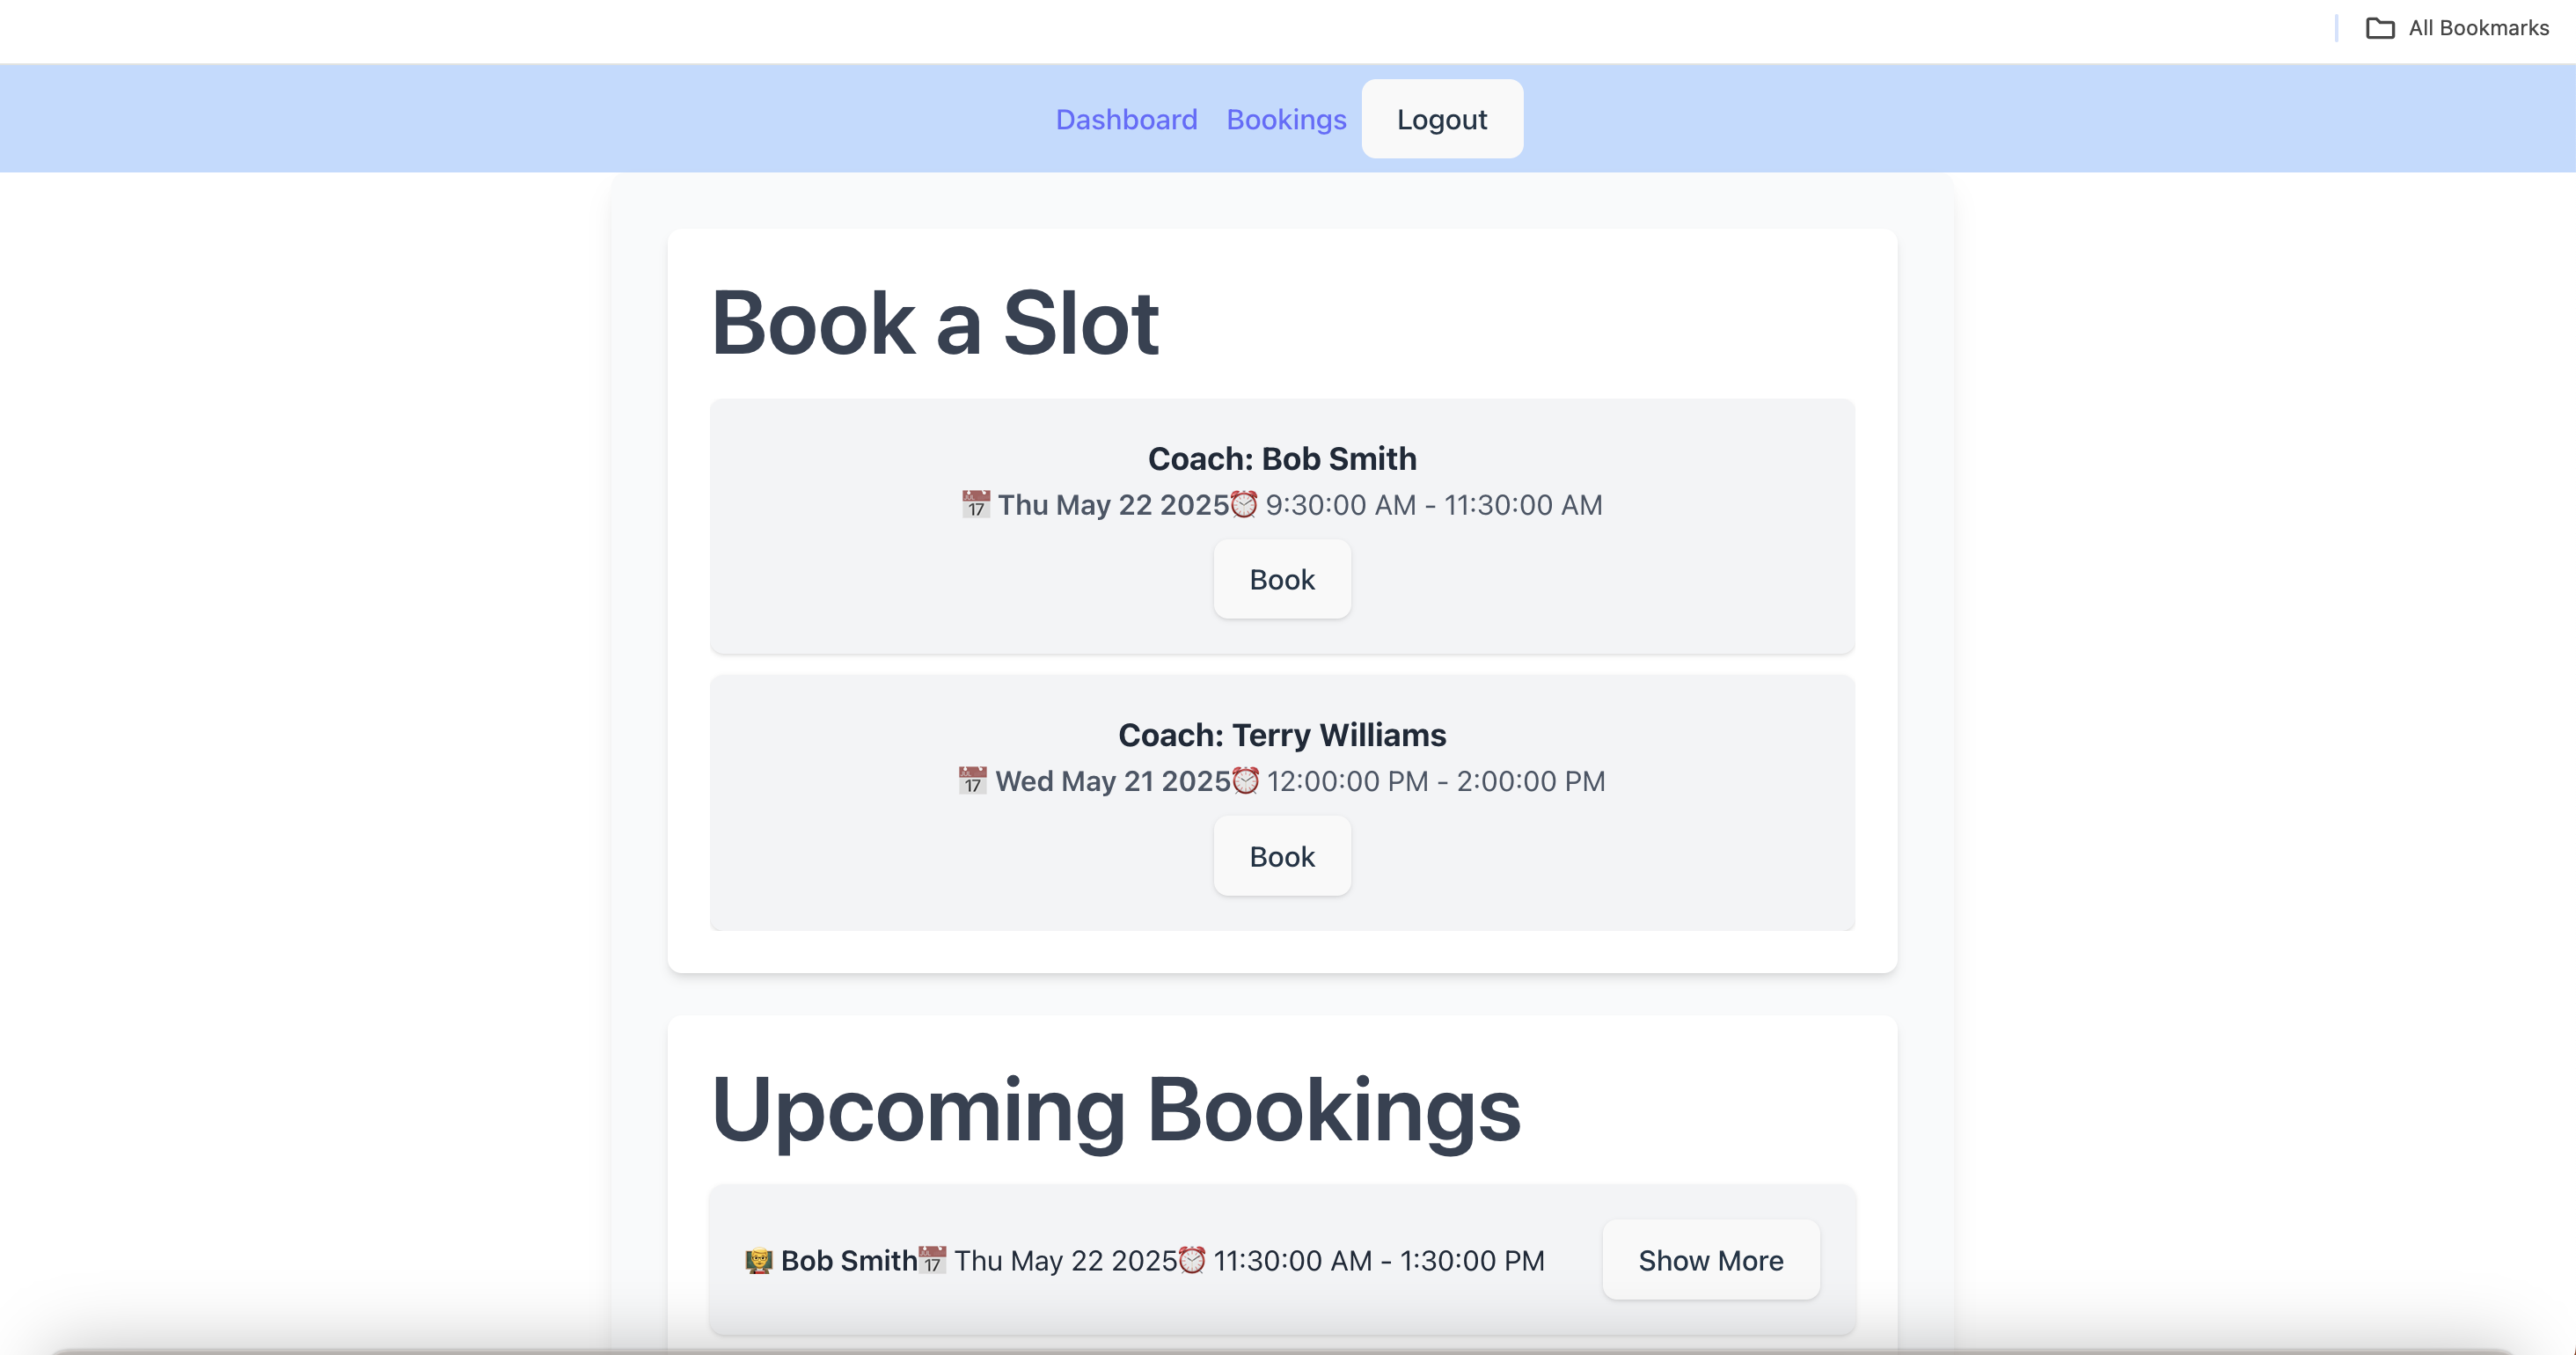 All Bookmarks
Dashboard Bookings Logout
Book a Slot
Coach: Bob Smith
📅 Thu May 22 2025⏰ 9:30:00 AM - 11:30:00 AM
Book
Coach: Terry Williams
📅 Wed May 21 2025⏰ 12:00:00 PM - 2:00:00 PM
Book
Upcoming Bookings
👨‍🏫 Bob Smith📅 Thu May 22 2025⏰ 11:30:00 AM - 1:30:00 PM Show More